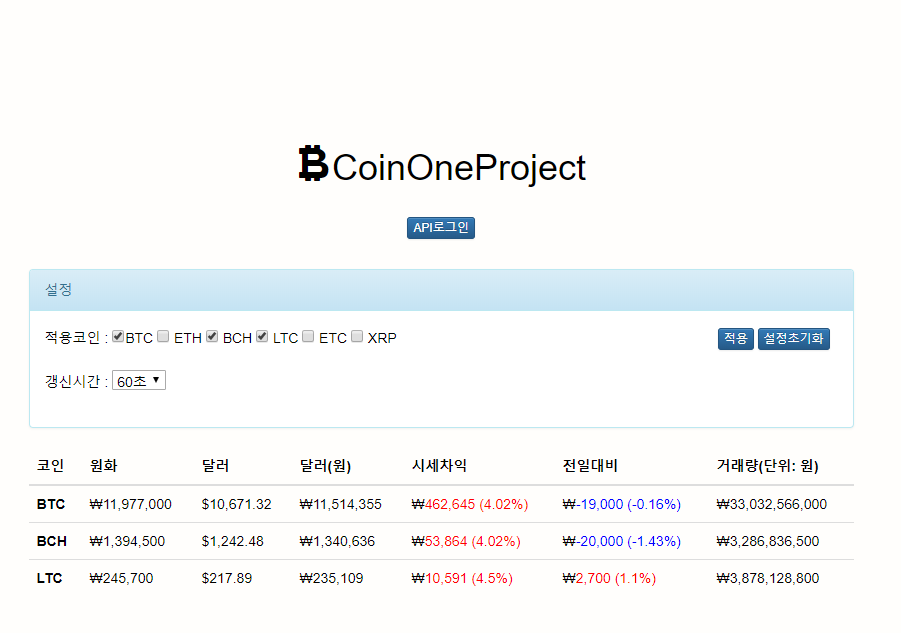 CoinOneProject
API로그인
설정
적용코인 : BTC ETH BCH LTC ETC XRP 적용 설정초기화
갱신시간 : 60초
코인 원화 달러 달러(원) 시세차익 전일대비 거래량(단위: 원)
BTC ₩11,977,000 $10,671.32 ₩11,514,355 ₩462,645 (4.02%) ₩-19,000 (-0.16%) ₩33,032,566,000
BCH ₩1,394,500 $1,242.48 ₩1,340,636 ₩53,864 (4.02%) ₩-20,000 (-1.43%) ₩3,286,836,500
LTC ₩245,700 $217.89 ₩235,109 ₩10,591 (4.5%) ₩2,700 (1.1%) ₩3,878,128,800